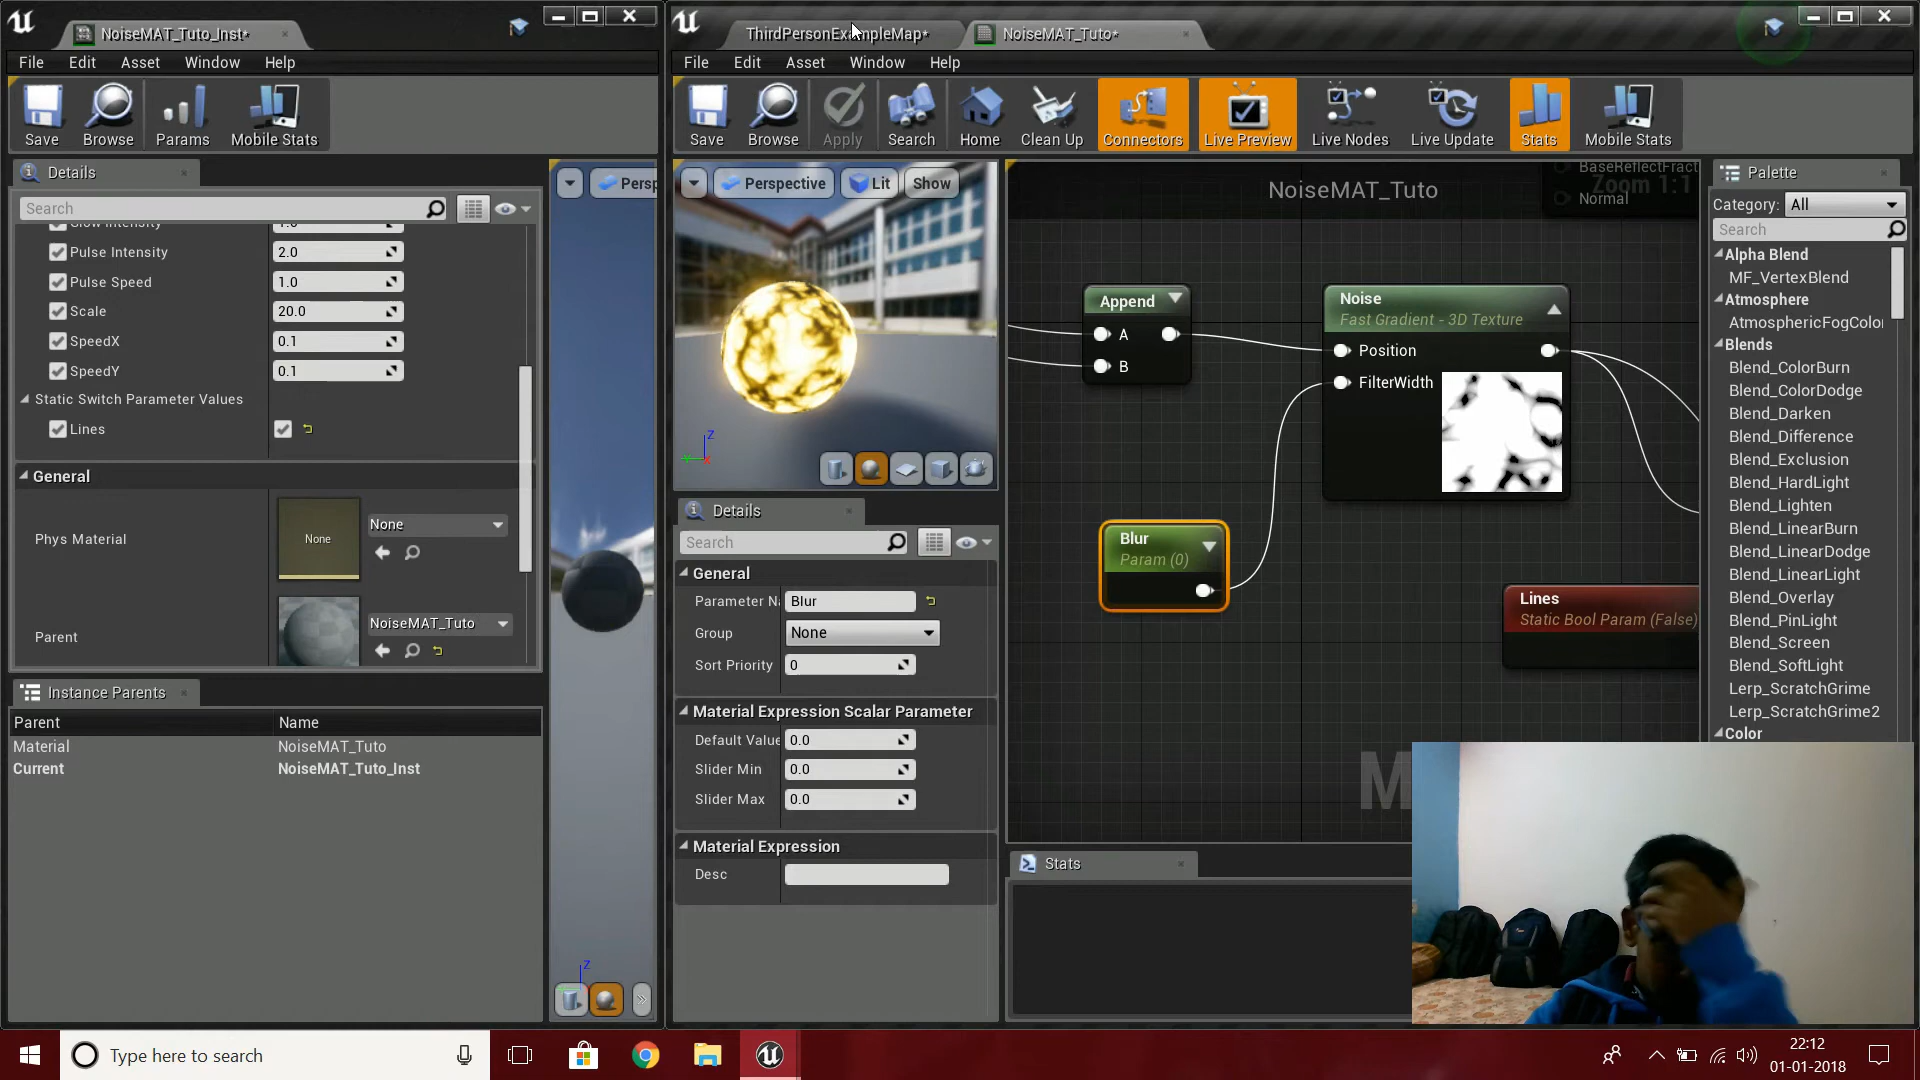 NoiseMAT_Tuto_Inst*
File Edit Asset Window Help
Save Browse Params Mobile Stats
Details
Search
Persp
Pulse Intensity 2.0
Pulse Speed 1.0
Scale 20.0
SpeedX 0.1
SpeedY 0.1
Static Switch Parameter Values
Lines
General
Phys Material None None
Parent NoiseMAT_Tuto
Instance Parents
Parent Name
Material NoiseMAT_Tuto
Current NoiseMAT_Tuto_Inst
Z
ThirdPersonExampleMap* NoiseMAT_Tuto*
File Edit Asset Window Help
Save Browse Apply Search Home Clean Up Connectors Live Preview Live Nodes Live Update Stats Mobile Stats
Perspective Lit Show
Z
Details
Search
General
Parameter Na Blur
Group None
Sort Priority 0
Material Expression Scalar Parameter
Default Value 0.0
Slider Min 0.0
Slider Max 0.0
Material Expression
Desc
NoiseMAT_Tuto
Zoom 1:1
BaseReflectFract
Normal
Append
A
B
Noise
Fast Gradient - 3D Texture
Position
FilterWidth
Blur
Param (0)
Lines
Static Bool Param (False)
M
Stats
Palette
Category: All
Search
Alpha Blend
MF_VertexBlend
Atmosphere
AtmosphericFogColor
Blends
Blend_ColorBurn
Blend_ColorDodge
Blend_Darken
Blend_Difference
Blend_Exclusion
Blend_HardLight
Blend_Lighten
Blend_LinearBurn
Blend_LinearDodge
Blend_LinearLight
Blend_Overlay
Blend_PinLight
Blend_Screen
Blend_SoftLight
Lerp_ScratchGrime
Lerp_ScratchGrime2
Color
Type here to search
22:12
01-01-2018